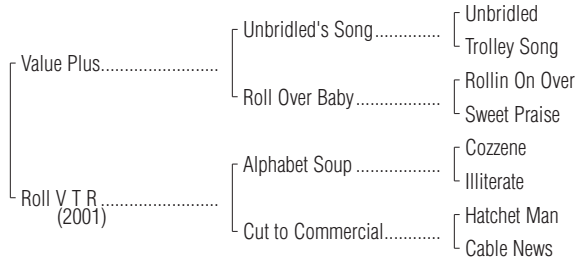 Unbridled
Unbridled's Song..............
Trolley Song
Value Plus.........................
Rollin On Over
Roll Over Baby..................
Sweet Praise
Cozzene
Alphabet Soup..................
Illiterate
Roll V T R.........................
(2001)
Hatchet Man
Cut to Commercial............
Cable News